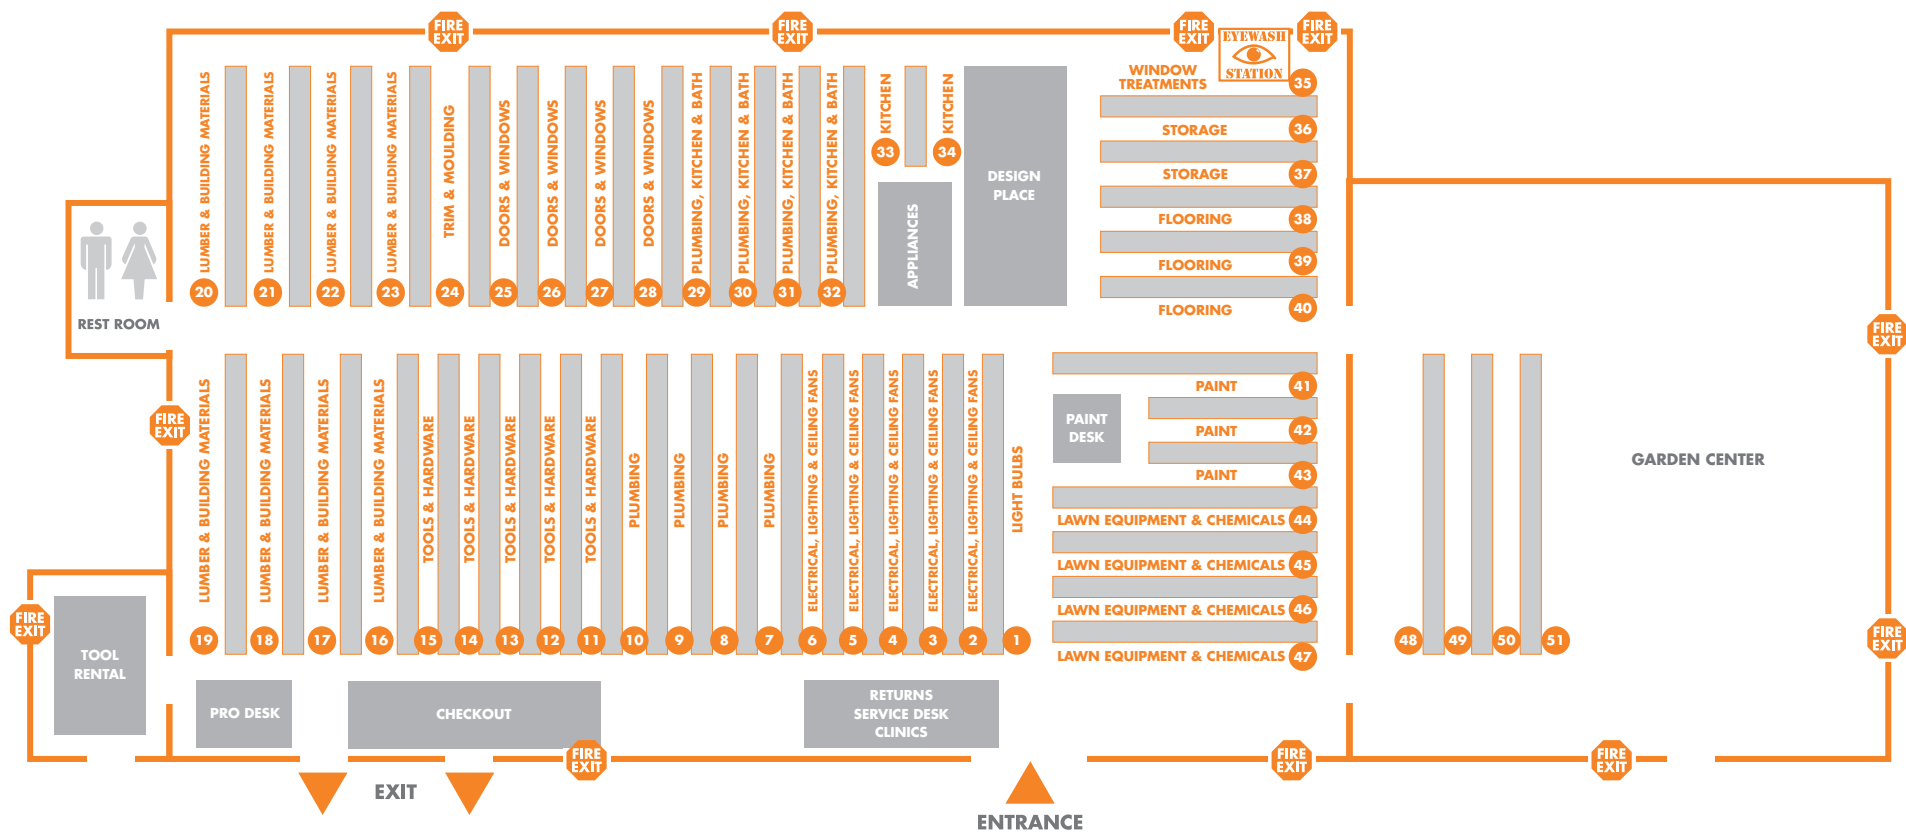 FIRE
EXIT
FIRE
EXIT
FIRE
EXIT
EYEWASH
STATION
FIRE
EXIT
LUMBER & BUILDING MATERIALS
20
LUMBER & BUILDING MATERIALS
21
LUMBER & BUILDING MATERIALS
22
LUMBER & BUILDING MATERIALS
23
TRIM & MOULDING
24
DOORS & WINDOWS
25
DOORS & WINDOWS
26
DOORS & WINDOWS
27
DOORS & WINDOWS
28
PLUMBING, KITCHEN & BATH
29
PLUMBING, KITCHEN & BATH
30
PLUMBING, KITCHEN & BATH
31
PLUMBING, KITCHEN & BATH
32
KITCHEN
33
KITCHEN
34
APPLIANCES
DESIGN
PLACE
WINDOW
TREATMENTS
35
STORAGE
36
STORAGE
37
FLOORING
38
FLOORING
39
FLOORING
40
REST ROOM
FIRE
EXIT
FIRE
EXIT
LUMBER & BUILDING MATERIALS
19
LUMBER & BUILDING MATERIALS
18
LUMBER & BUILDING MATERIALS
17
LUMBER & BUILDING MATERIALS
16
TOOLS & HARDWARE
15
TOOLS & HARDWARE
14
TOOLS & HARDWARE
13
TOOLS & HARDWARE
12
TOOLS & HARDWARE
11
PLUMBING
10
PLUMBING
9
PLUMBING
8
PLUMBING
7
ELECTRICAL, LIGHTING & CEILING FANS
6
ELECTRICAL, LIGHTING & CEILING FANS
5
ELECTRICAL, LIGHTING & CEILING FANS
4
ELECTRICAL, LIGHTING & CEILING FANS
3
ELECTRICAL, LIGHTING & CEILING FANS
2
LIGHT BULBS
1
PAINT
DESK
PAINT 41
PAINT 42
PAINT 43
LAWN EQUIPMENT & CHEMICALS 44
LAWN EQUIPMENT & CHEMICALS 45
LAWN EQUIPMENT & CHEMICALS 46
LAWN EQUIPMENT & CHEMICALS 47
48
49
50
51
GARDEN CENTER
FIRE
EXIT
FIRE
EXIT
TOOL
RENTAL
PRO DESK
CHECKOUT
RETURNS
SERVICE DESK
CLINICS
FIRE
EXIT
FIRE
EXIT
FIRE
EXIT
EXIT
ENTRANCE